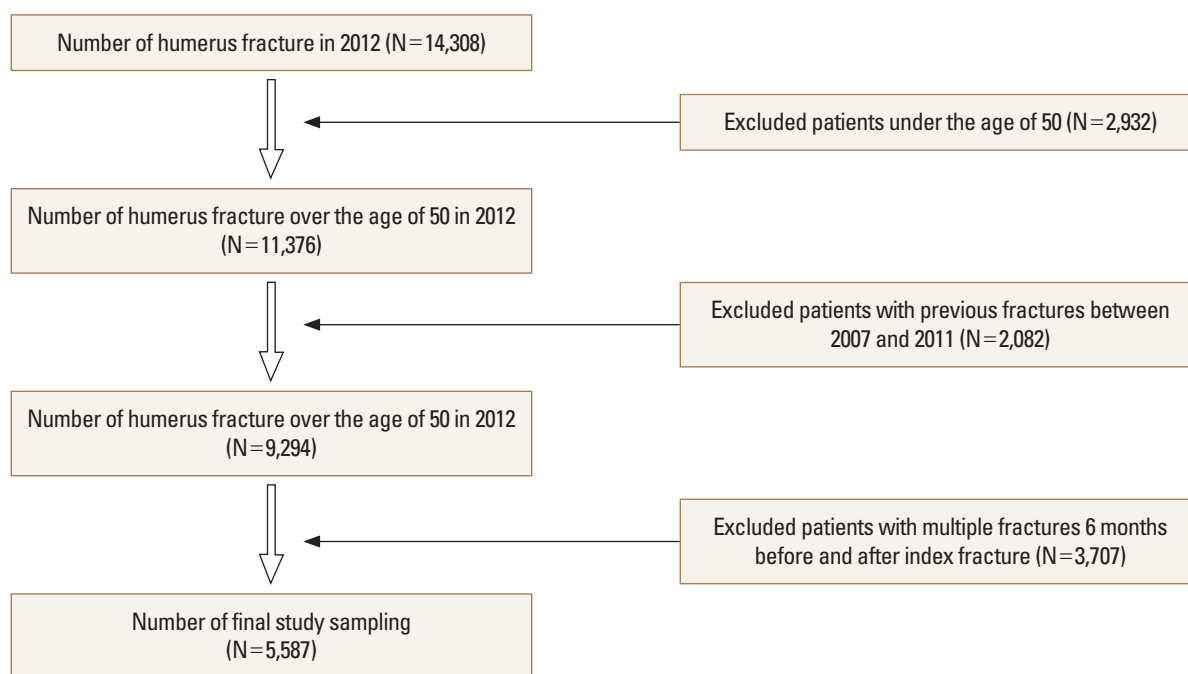 Number of humerus fracture in 2012 (N=14,308)
Excluded patients under the age of 50 (N=2,932)
Number of humerus fracture over the age of 50 in 2012
(N=11,376)
Excluded patients with previous fractures between
2007 and 2011 (N=2,082)
Number of humerus fracture over the age of 50 in 2012
(N=9,294)
Excluded patients with multiple fractures 6 months
before and after index fracture (N=3,707)
Number of final study sampling
(N=5,587)